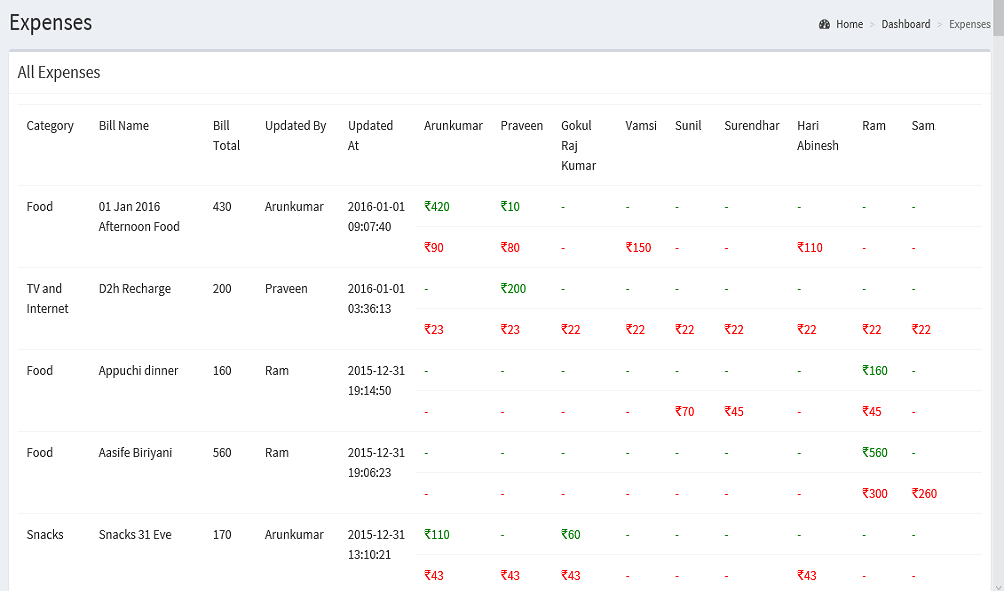 Expenses
Home > Dashboard > Expenses
All Expenses
Category Bill Name Bill Updated By Updated Arunkumar Praveen Gokul Vamsi Sunil Surendhar Hari Ram Sam
Total At Raj Abinesh
Kumar
Food 01 Jan 2016 430 Arunkumar 2016-01-01 ₹420 ₹10 - - - - - - -
Afternoon Food 09:07:40
₹90 ₹80 - ₹150 - - ₹110 - -
TV and D2h Recharge 200 Praveen 2016-01-01 - ₹200 - - - - - - -
Internet 03:36:13
₹23 ₹23 ₹22 ₹22 ₹22 ₹22 ₹22 ₹22 ₹22
Food Appuchi dinner 160 Ram 2015-12-31 - - - - - - - ₹160 -
19:14:50
- - - - ₹70 ₹45 - ₹45 -
Food Aasife Biriyani 560 Ram 2015-12-31 - - - - - - - ₹560 -
19:06:23
- - - - - - - ₹300 ₹260
Snacks Snacks 31 Eve 170 Arunkumar 2015-12-31 ₹110 - ₹60 - - - - - -
13:10:21
₹43 ₹43 ₹43 - - - ₹43 - -